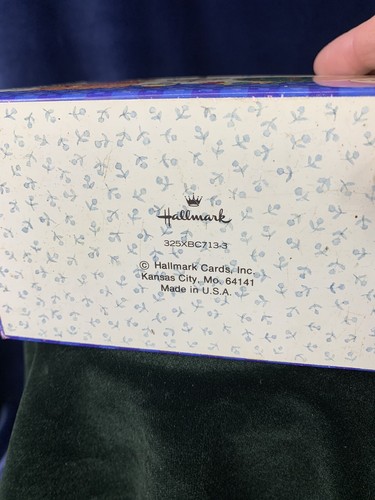 Hallmark
325XBC713-3
© Hallmark Cards, Inc.
Kansas City, Mo. 64141
Made in U.S.A.